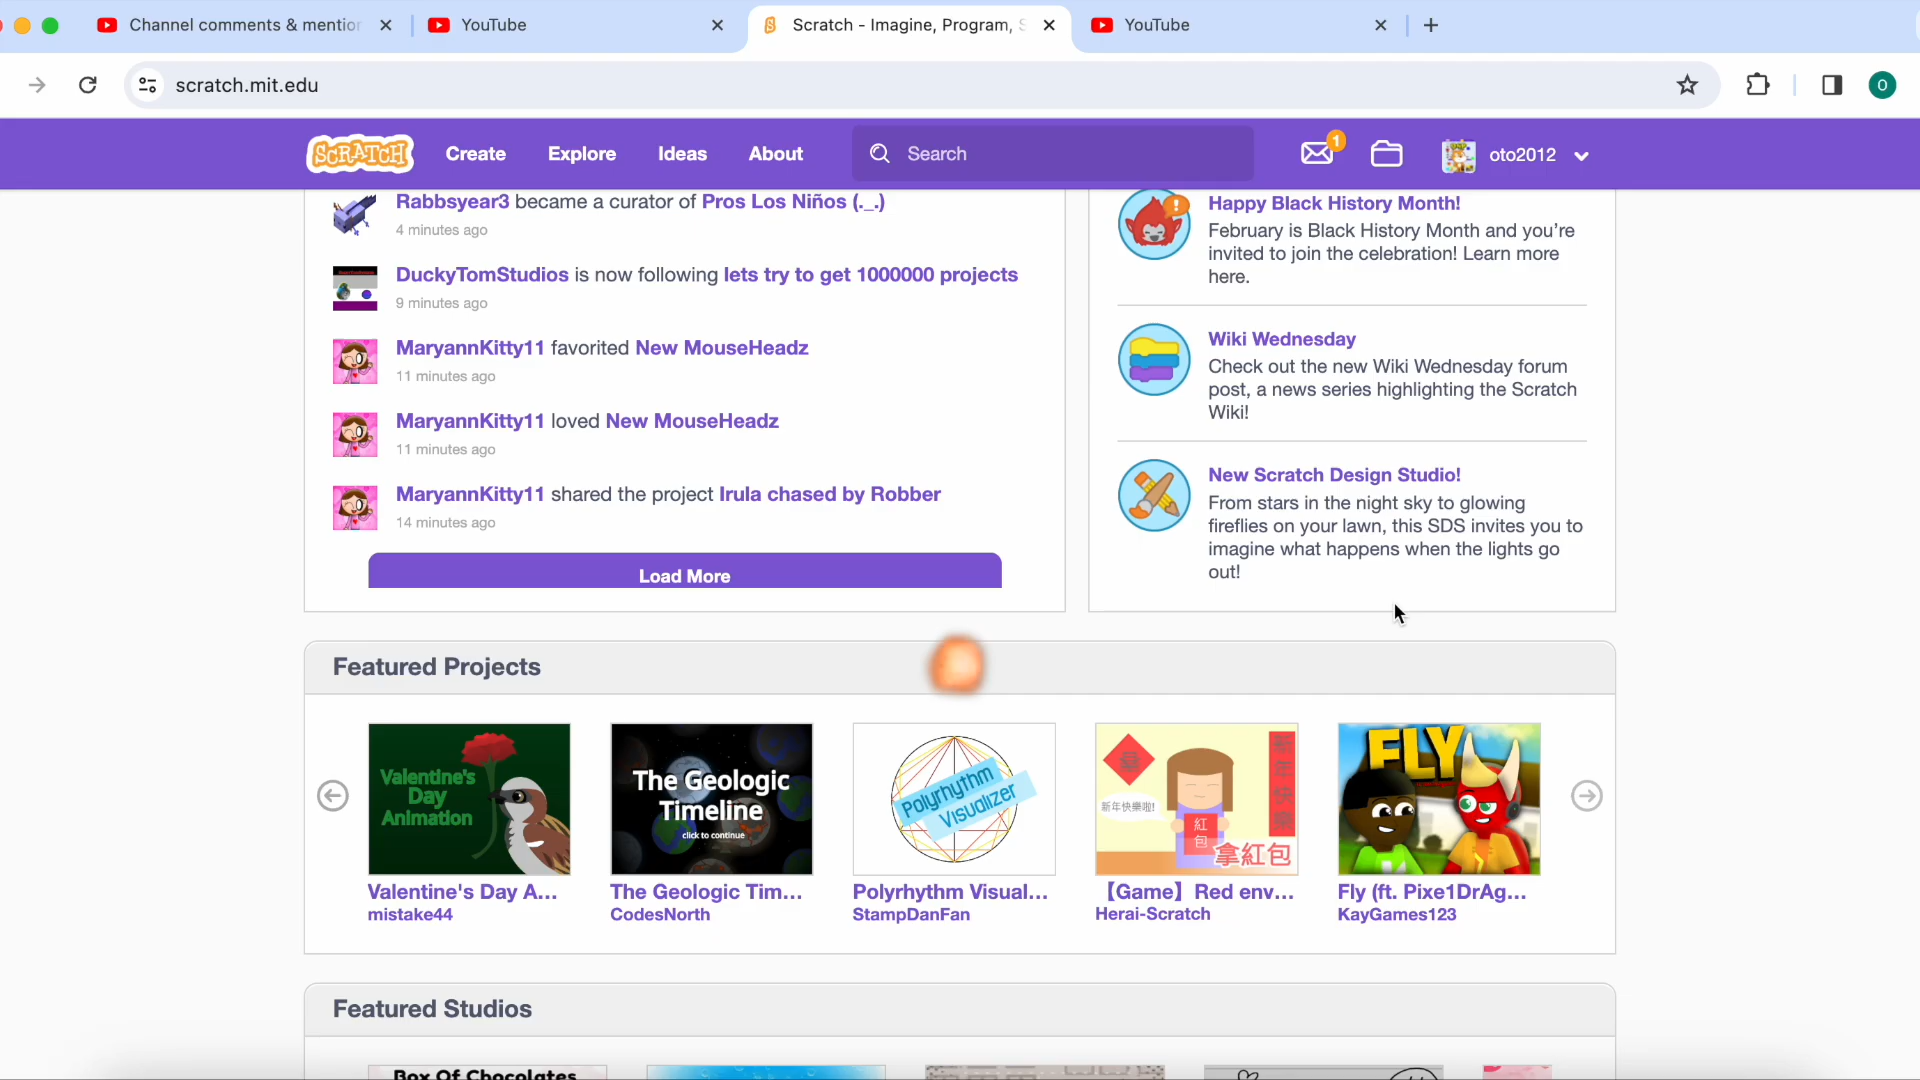 Channel comments & mention
YouTube
Scratch - Imagine, Program, S
YouTube
scratch.mit.edu
O
SCRATCH
Create
Explore
Ideas
About
Search
1
oto2012
Rabbsyear3 became a curator of Pros Los Niños (._.)
4 minutes ago
DuckyTomStudios is now following lets try to get 1000000 projects
9 minutes ago
MaryannKitty11 favorited New MouseHeadz
11 minutes ago
MaryannKitty11 loved New MouseHeadz
11 minutes ago
MaryannKitty11 shared the project Irula chased by Robber
14 minutes ago
Load More
Happy Black History Month!
February is Black History Month and you're
invited to join the celebration! Learn more
here.
Wiki Wednesday
Check out the new Wiki Wednesday forum
post, a news series highlighting the Scratch
Wiki!
New Scratch Design Studio!
From stars in the night sky to glowing
fireflies on your lawn, this SDS invites you to
imagine what happens when the lights go
out!
Featured Projects
Valentine's
Day
Animation
Valentine's Day A...
mistake44
The Geologic
Timeline
click to continue
The Geologic Tim...
CodesNorth
Polyrhythm
Visualizer
Polyrhythm Visual...
StampDanFan
新年快樂
新年快樂啦!
紅
包
拿紅包
【Game】Red env...
Herai-Scratch
FLY
Fly (ft. Pixe1DrAg...
KayGames123
Featured Studios
Box Of Chocolates